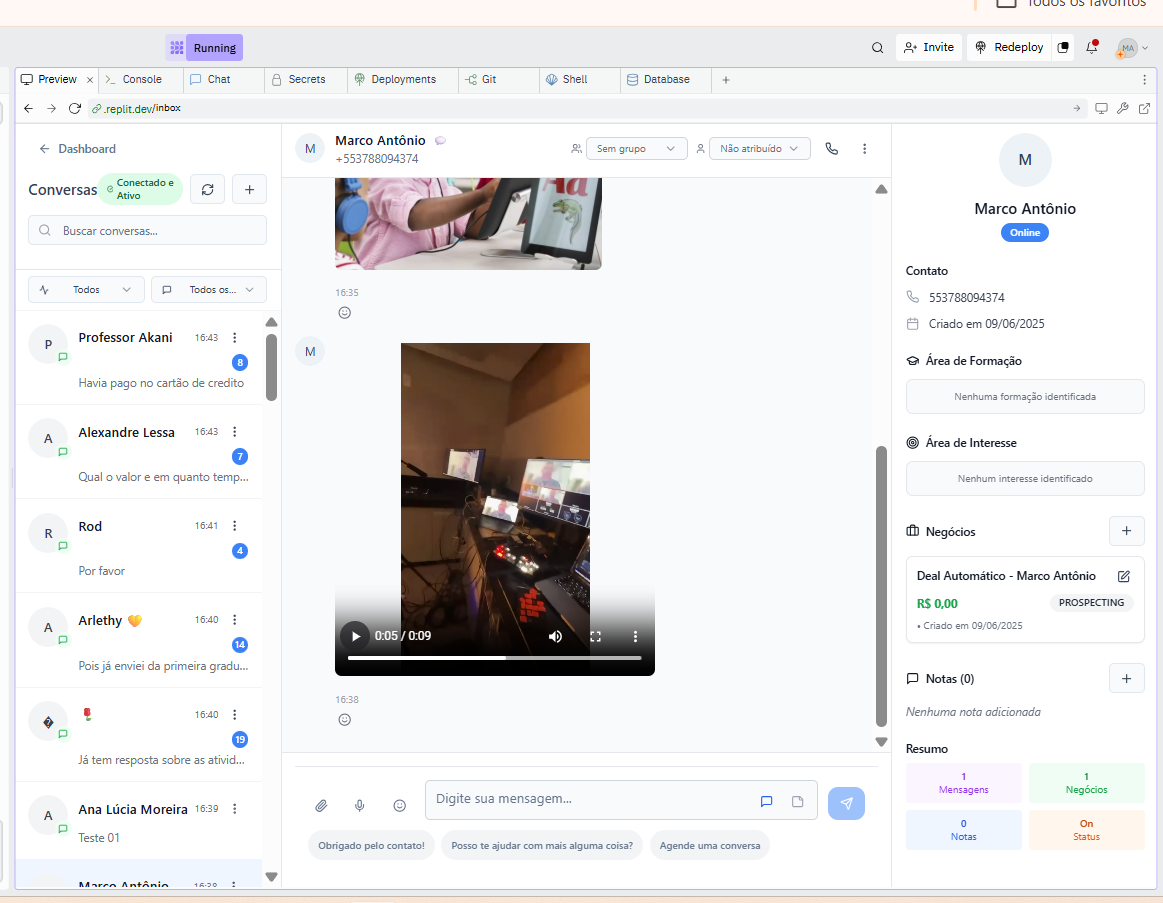 Todos os favoritos
Running
Invite
Redeploy
MA
Preview
Console
Chat
Secrets
Deployments
Git
Shell
Database
.replit.dev/inbox
Dashboard
Conversas
Conectado e
Ativo
Buscar conversas...
Todos
Todos os...
P
Professor Akani
16:43
8
Havia pago no cartão de credito
A
Alexandre Lessa
16:43
7
Qual o valor e em quanto temp...
R
Rod
16:41
4
Por favor
A
Arlethy 💛
16:40
14
Pois já enviei da primeira gradu...
�
🌹
16:40
19
Já tem resposta sobre as ativid...
A
Ana Lúcia Moreira
16:39
Teste 01
Marco Antônio
16:38
M
Marco Antônio
+553788094374
Sem grupo
Não atribuído
Aa
16:35
M
0:05 / 0:09
16:38
Digite sua mensagem...
Obrigado pelo contato!
Posso te ajudar com mais alguma coisa?
Agende uma conversa
M
Marco Antônio
Online
Contato
553788094374
Criado em 09/06/2025
Área de Formação
Nenhuma formação identificada
Área de Interesse
Nenhum interesse identificado
Negócios
Deal Automático - Marco Antônio
R$ 0,00
PROSPECTING
• Criado em 09/06/2025
Notas (0)
Nenhuma nota adicionada
Resumo
1
Mensagens
1
Negócios
0
Notas
On
Status